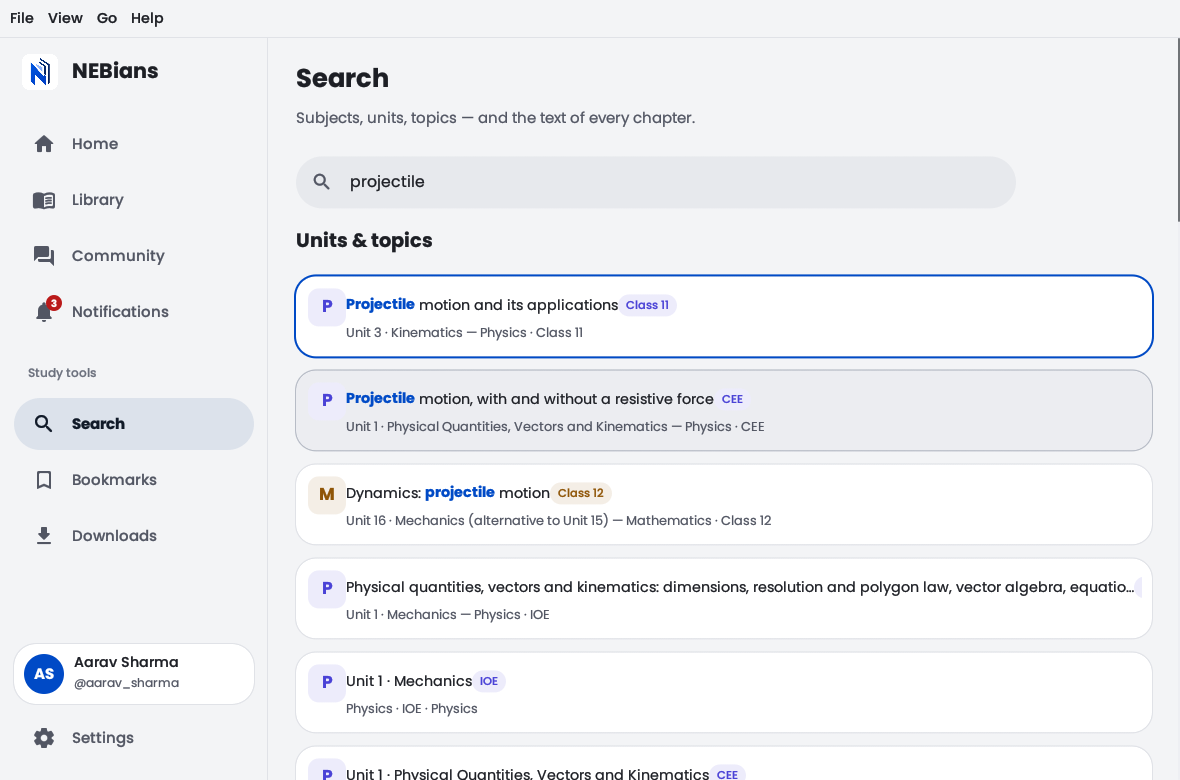 File View Go Help
NEBians
Home
Library
Community
3
Notifications
Study tools
Search
Bookmarks
Downloads
AS
Aarav Sharma
@aarav_sharma
Settings
Search
Subjects, units, topics — and the text of every chapter.
projectile
Units & topics
P
Projectile motion and its applications Class 11
Unit 3 · Kinematics — Physics · Class 11
P
Projectile motion, with and without a resistive force CEE
Unit 1 · Physical Quantities, Vectors and Kinematics — Physics · CEE
M
Dynamics: projectile motion Class 12
Unit 16 · Mechanics (alternative to Unit 15) — Mathematics · Class 12
P
Physical quantities, vectors and kinematics: dimensions, resolution and polygon law, vector algebra, equatio…
Unit 1 · Mechanics — Physics · IOE
P
Unit 1 · Mechanics IOE
Physics · IOE · Physics
P
Unit 1 · Physical Quantities, Vectors and Kinematics CEE